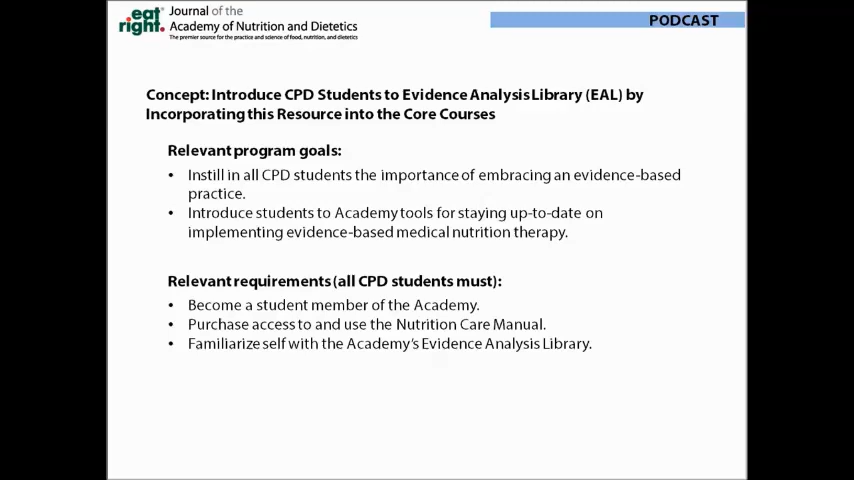 eat right.
Journal of the
Academy of Nutrition and Dietetics
The premier source for the practice and science of food, nutrition, and dietetics
PODCAST
Concept: Introduce CPD Students to Evidence Analysis Library (EAL) by
Incorporating this Resource into the Core Courses
Relevant program goals:
• Instill in all CPD students the importance of embracing an evidence-based
practice.
• Introduce students to Academy tools for staying up-to-date on
implementing evidence-based medical nutrition therapy.
Relevant requirements (all CPD students must):
• Become a student member of the Academy.
• Purchase access to and use the Nutrition Care Manual.
• Familiarize self with the Academy's Evidence Analysis Library.